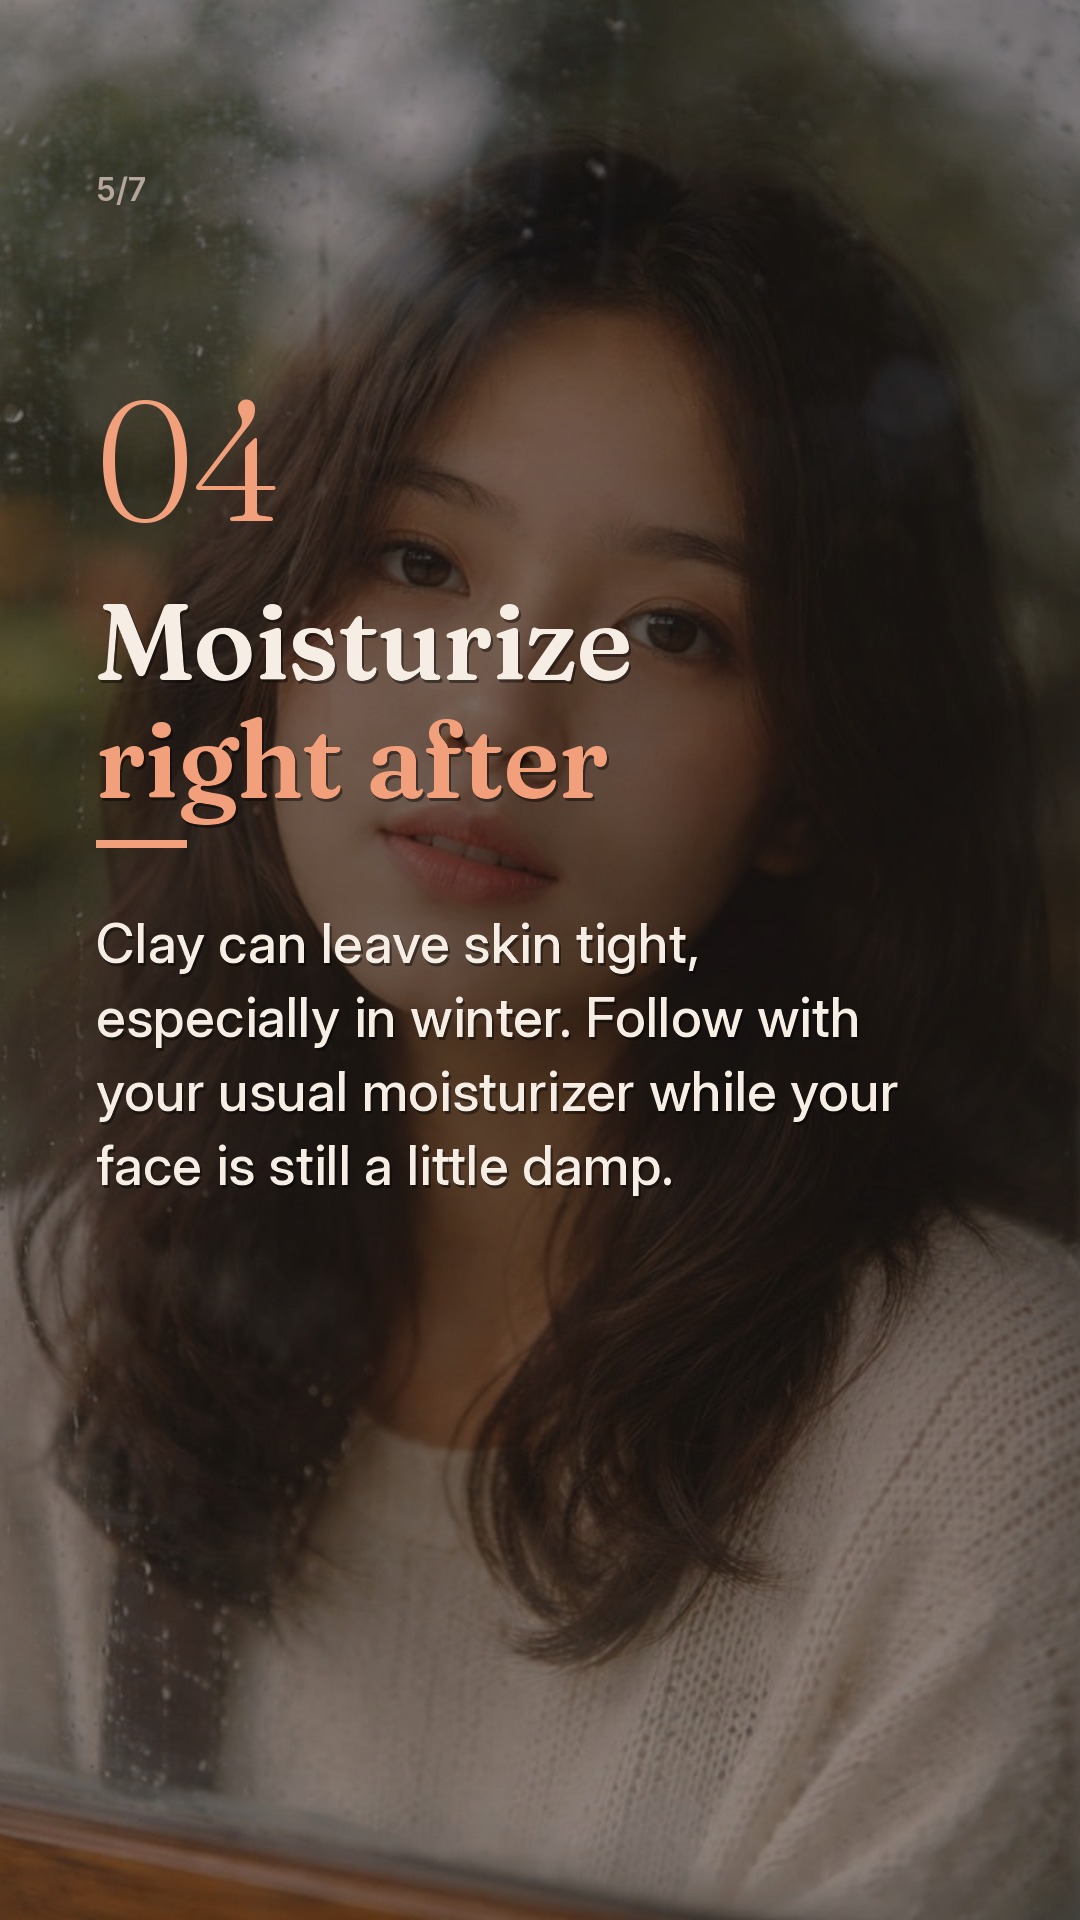 5/7
04
Moisturize
right after
Clay can leave skin tight,
especially in winter. Follow with
your usual moisturizer while your
face is still a little damp.